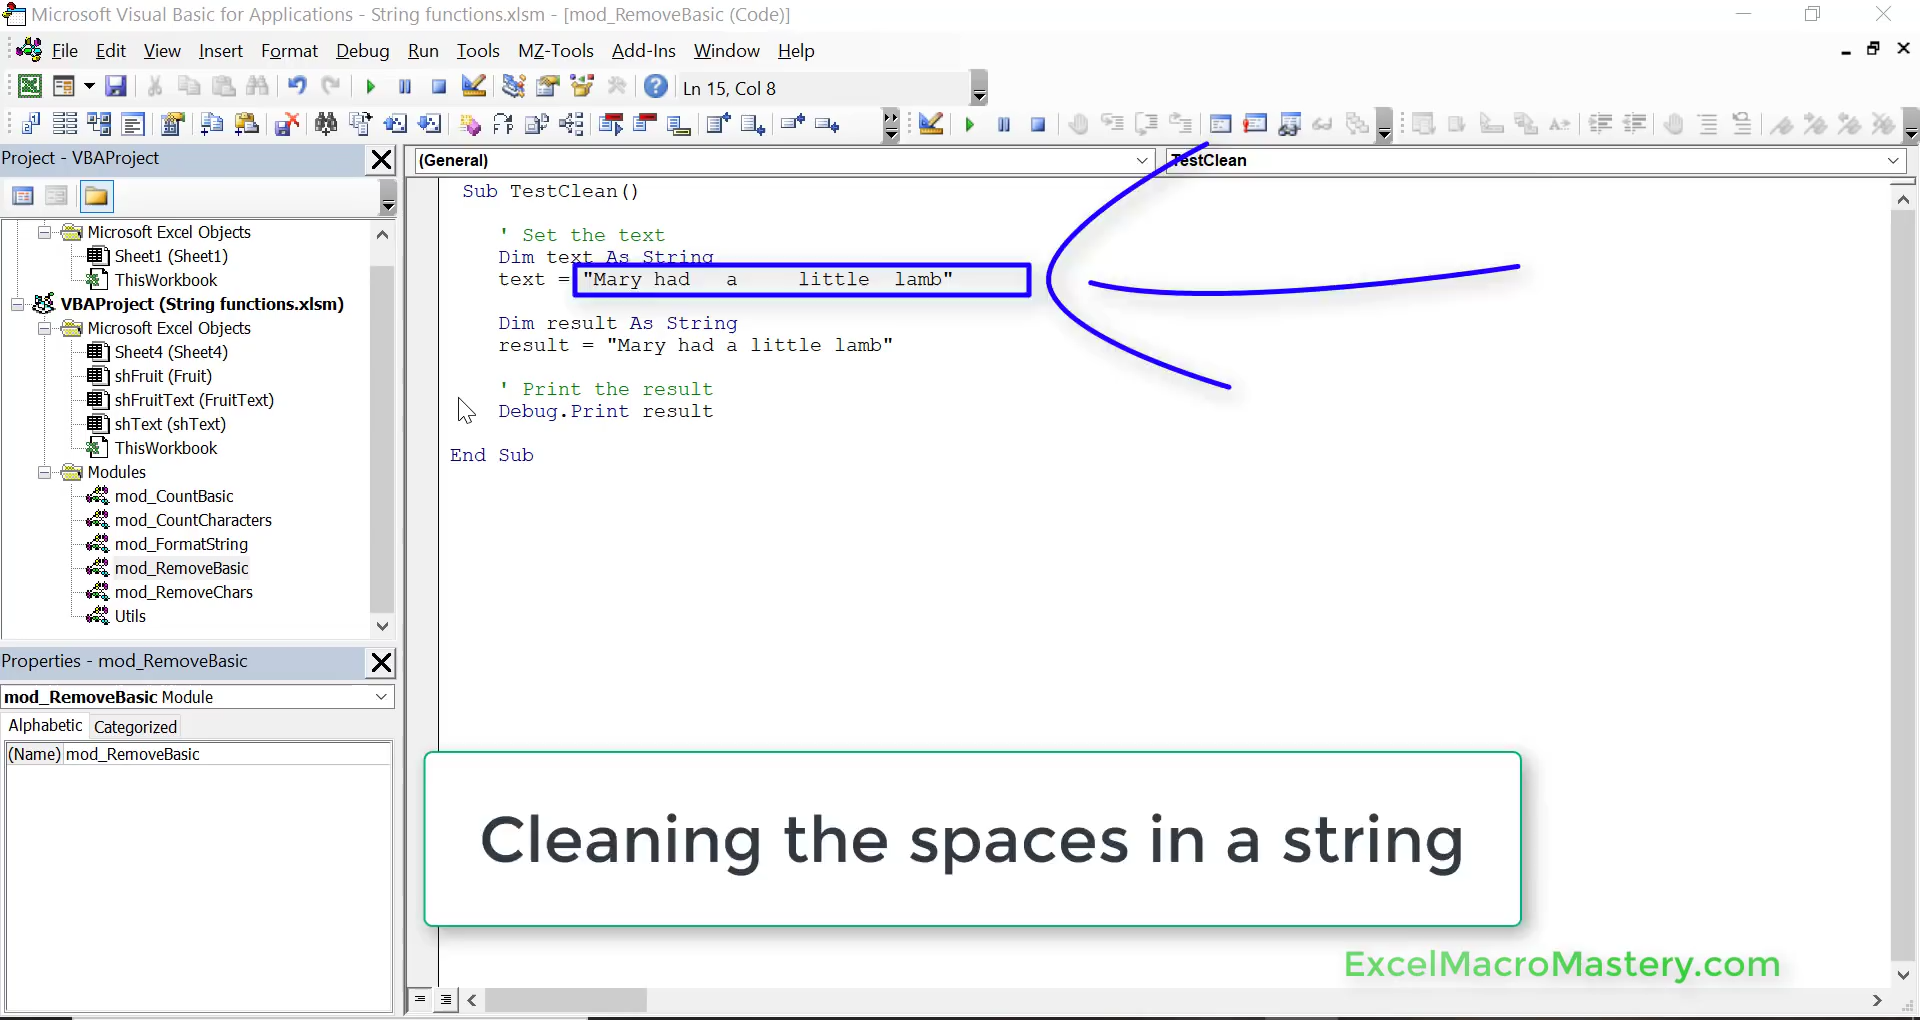 Microsoft Visual Basic for Applications - String functions.xlsm - [mod_RemoveBasic (Code)]
File Edit View Insert Format Debug Run Tools MZ-Tools Add-Ins Window Help
Ln 15, Col 8
Project - VBAProject
(General)
TestClean
Microsoft Excel Objects
Sheet1 (Sheet1)
ThisWorkbook
VBAProject (String functions.xlsm)
Microsoft Excel Objects
Sheet4 (Sheet4)
shFruit (Fruit)
shFruitText (FruitText)
shText (shText)
ThisWorkbook
Modules
mod_CountBasic
mod_CountCharacters
mod_FormatString
mod_RemoveBasic
mod_RemoveChars
Utils
Properties - mod_RemoveBasic
mod_RemoveBasic Module
Alphabetic Categorized
(Name) mod_RemoveBasic
Sub TestClean()
' Set the text
Dim text As String
text = "Mary had   a     little  lamb"
Dim result As String
result = "Mary had a little lamb"
' Print the result
Debug.Print result
End Sub
Cleaning the spaces in a string
ExcelMacroMastery.com